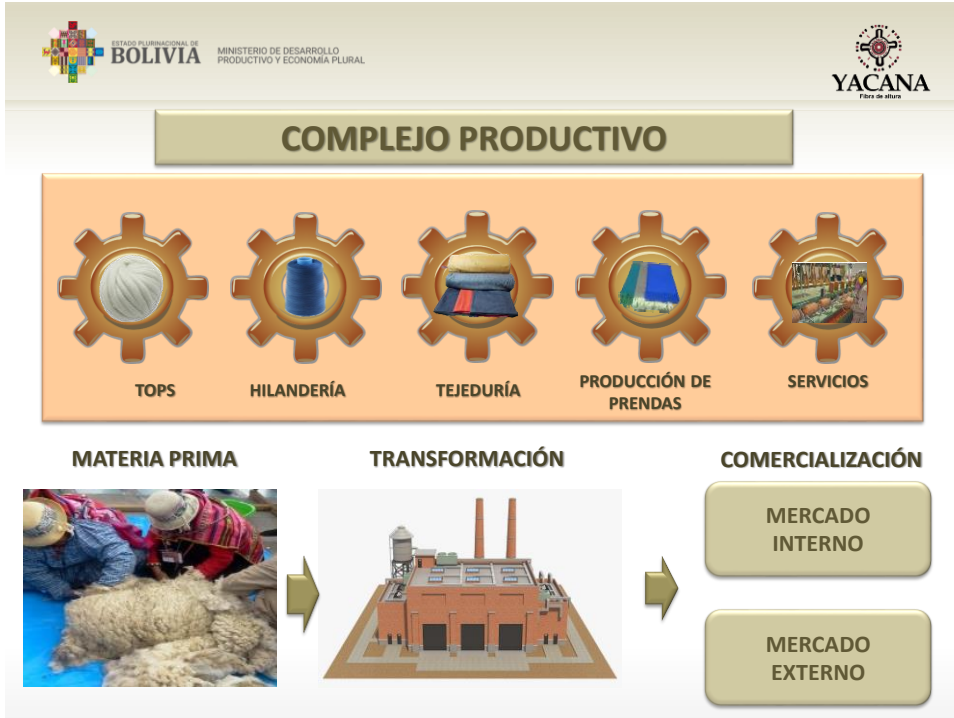 ESTADO PLURINACIONAL DE
BOLIVIA
MINISTERIO DE DESARROLLO
PRODUCTIVO Y ECONOMÍA PLURAL
YACANA
Fibra de altura
COMPLEJO PRODUCTIVO
TOPS
HILANDERÍA
TEJEDURÍA
PRODUCCIÓN DE
PRENDAS
SERVICIOS
MATERIA PRIMA
TRANSFORMACIÓN
COMERCIALIZACIÓN
MERCADO
INTERNO
MERCADO
EXTERNO